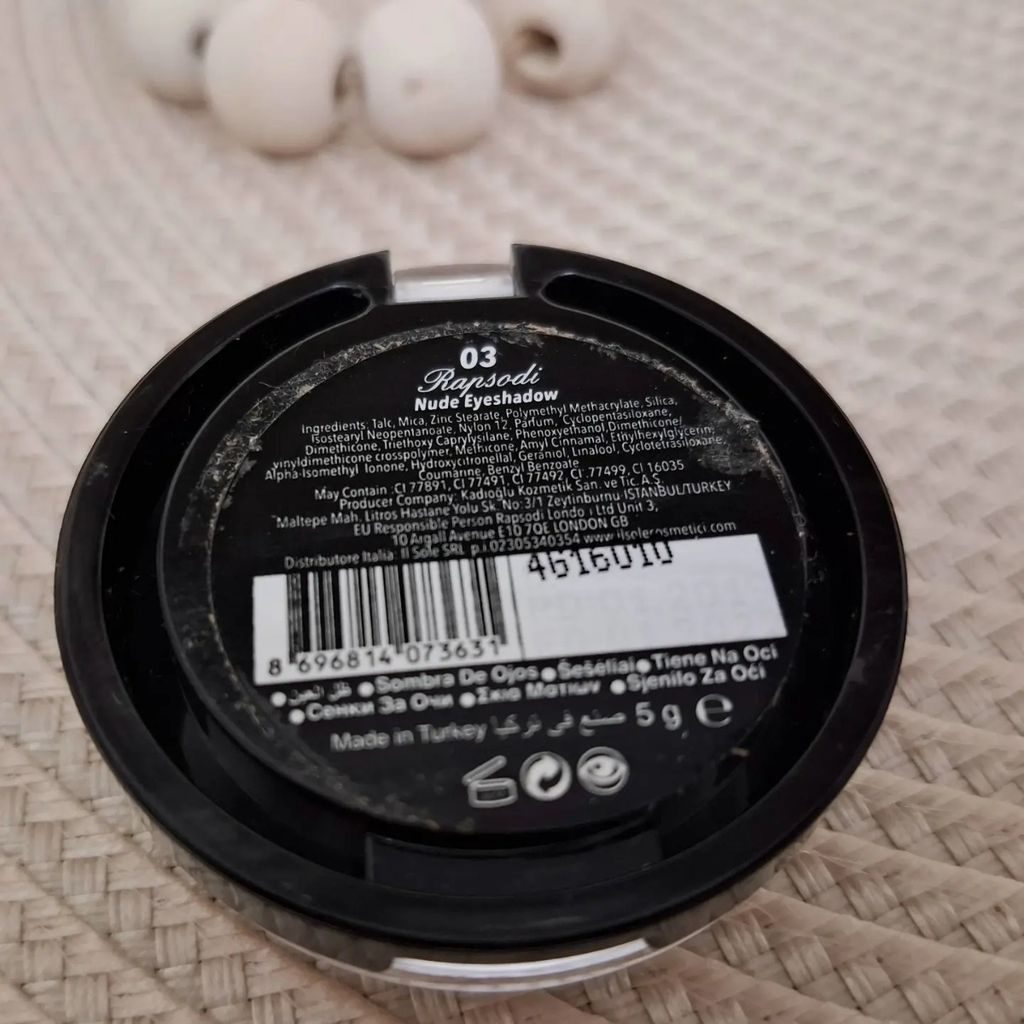 03
Rapsodi
Nude Eyeshadow
Ingredients: Talc, Mica, Zinc Stearate, Polymethyl Methacrylate, Silica,
Isostearyl Neopentanoate, Nylon 12, Parfum, Cyclopentasiloxane,
Dimethicone, Triethoxy Caprylysilane, Phenoxyethanol Dimethicone/
vinyldimethicone crosspolymer, Methicone, Amyl Cinnamal, Ethylhexylglycerin,
Alpha-Isomethyl Ionone, Hydroxycitronellal, Geraniol, Linalool, Cyclotetrasiloxane,
Coumarine, Benzyl Benzoate
May Contain :CI 77891, CI 77491, CI 77492, CI 77499, CI 16035
Producer Company: Kadıoğlu Kozmetik San. ve Tic. A.Ş.
Maltepe Mah. Litros Hastane Yolu Sk. No: 3/1 Zeytinburnu ISTANBUL/TURKEY
EU Responsible Person Rapsodi Ltd Unit 3,
10 Argall Avenue E10 7QE LONDON GB
Distributore Italia: Il Sole SRL p.i 02305340354
4616010
8 696814 073631
ظل العين ●Sombra De Ojos ●Šešėliai ●Tiene Na Oci
●Сенки За Очи ●Σκιά Ματιών ●Sjenilo Za Oči
Made in Turkey صنع في تركيا 5 g ℮